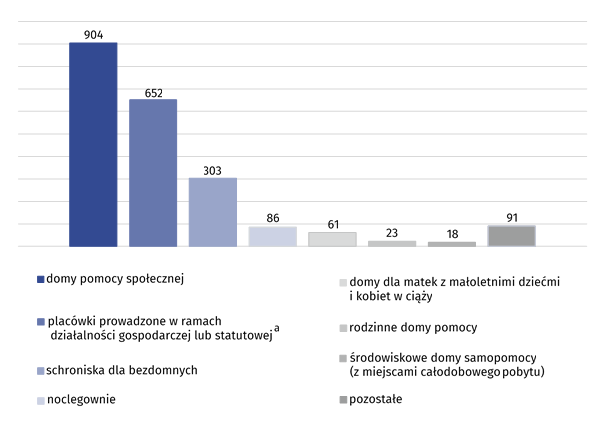 904
652
303
86
61
23
18
91
domy pomocy społecznej
placówki prowadzone w ramach
działalności gospodarczej lub statutowej a
schroniska dla bezdomnych
noclegownie
domy dla matek z małoletnimi dziećmi
i kobiet w ciąży
rodzinne domy pomocy
środowiskowe domy samopomocy
(z miejscami całodobowego pobytu)
pozostałe